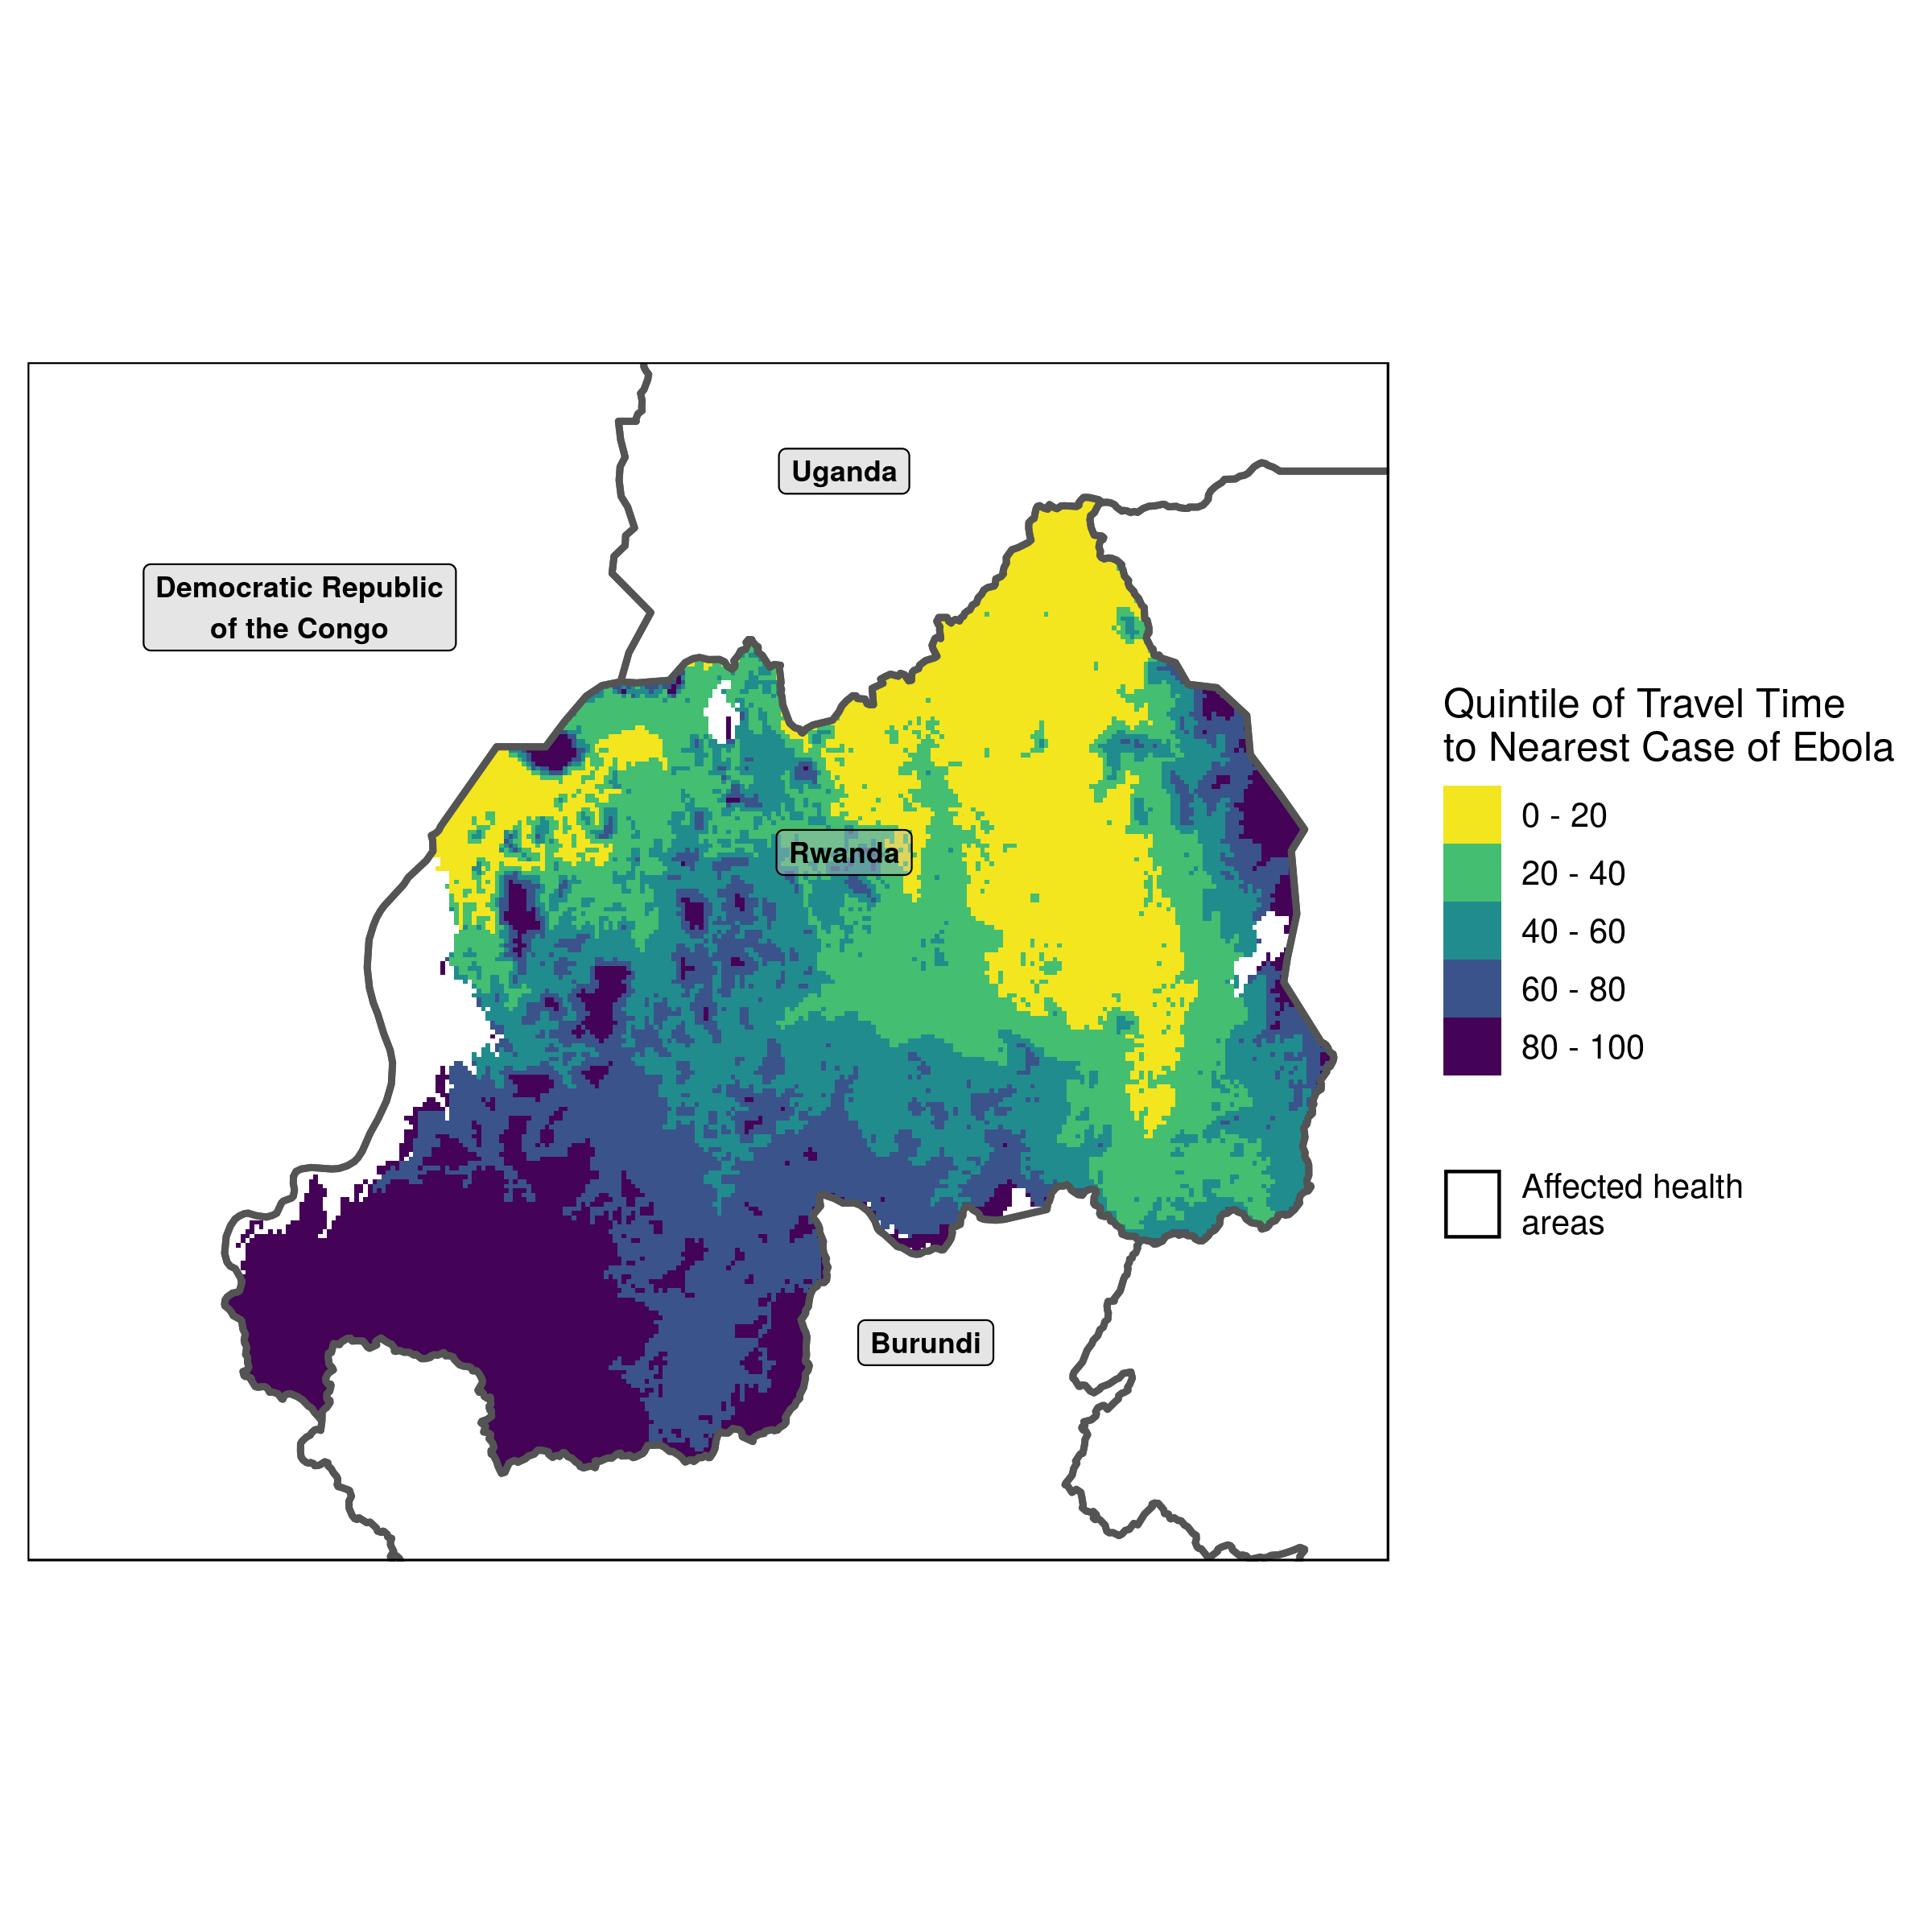 Uganda
Democratic Republic
of the Congo
Rwanda
Burundi
Quintile of Travel Time
to Nearest Case of Ebola
0 - 20
20 - 40
40 - 60
60 - 80
80 - 100
Affected health
areas